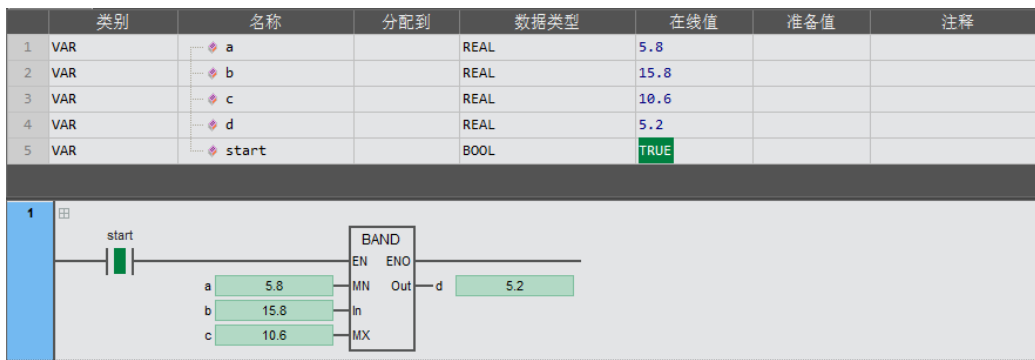 类别 名称 分配到 数据类型 在线值 准备值 注释
1 VAR a REAL 5.8
2 VAR b REAL 15.8
3 VAR c REAL 10.6
4 VAR d REAL 5.2
5 VAR start BOOL TRUE
1
start
BAND
EN ENO
a 5.8 MN Out d 5.2
b 15.8 In
c 10.6 MX